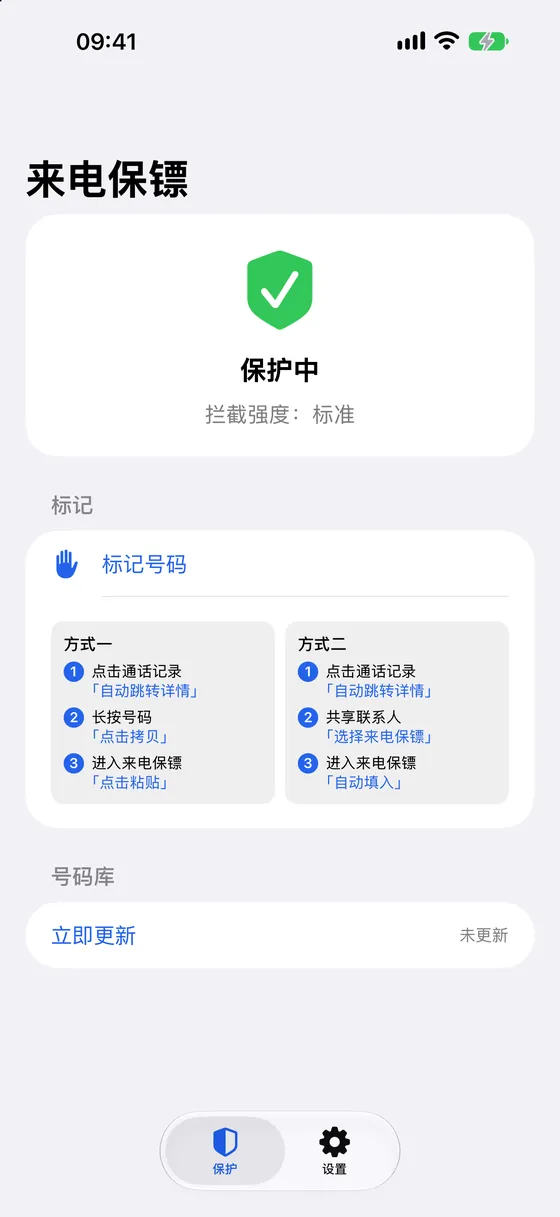 09:41
来电保镖
保护中
拦截强度：标准
标记
标记号码
方式一
1 点击通话记录
「自动跳转详情」
2 长按号码
「点击拷贝」
3 进入来电保镖
「点击粘贴」
方式二
1 点击通话记录
「自动跳转详情」
2 共享联系人
「选择来电保镖」
3 进入来电保镖
「自动填入」
号码库
立即更新
未更新
保护
设置